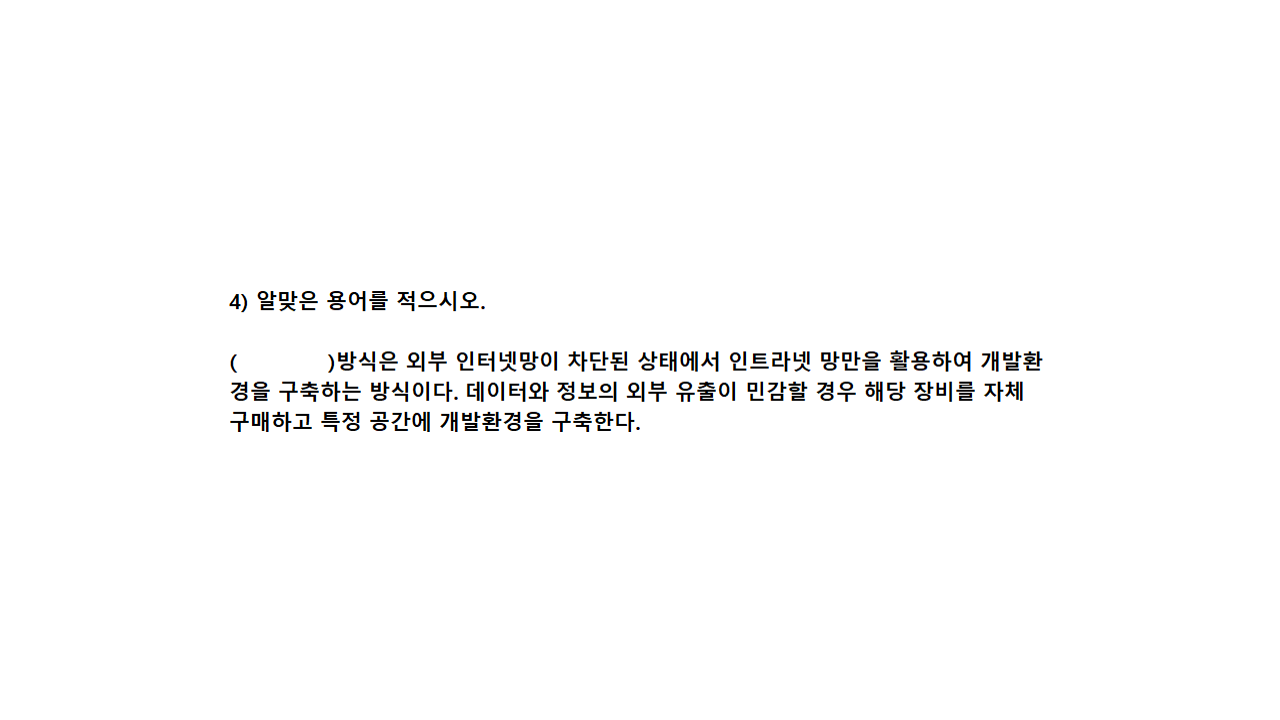 4) 알맞은 용어를 적으시오.
(               )방식은 외부 인터넷망이 차단된 상태에서 인트라넷 망만을 활용하여 개발환
경을 구축하는 방식이다. 데이터와 정보의 외부 유출이 민감할 경우 해당 장비를 자체
구매하고 특정 공간에 개발환경을 구축한다.